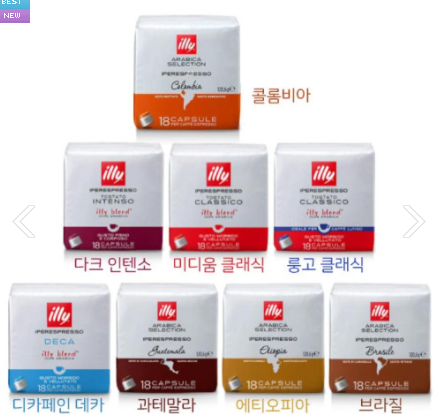 BEST
NEW
illy
ARABICA
SELECTION
IPERESPRESSO
Colombia
18 CAPSULE
콜롬비아
illy
IPERESPRESSO
TOSTATO
INTENSO
illy blend
18 CAPSULE
다크 인텐소
illy
IPERESPRESSO
TOSTATO
CLASSICO
illy blend
18 CAPSULE
미디움 클래식
illy
IPERESPRESSO
TOSTATO
CLASSICO
illy blend
18 CAPSULE
룽고 클래식
illy
IPERESPRESSO
DECA
illy blend
18 CAPSULE
디카페인 데카
illy
ARABICA
SELECTION
IPERESPRESSO
Guatemala
18 CAPSULE
과테말라
illy
ARABICA
SELECTION
IPERESPRESSO
Etiopia
18 CAPSULE
에티오피아
illy
ARABICA
SELECTION
IPERESPRESSO
Brasile
18 CAPSULE
브라질